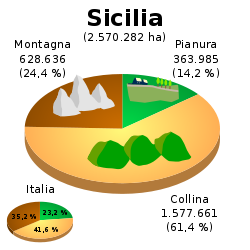 Sicilia
(2.570.282 ha)
Montagna
628.636
(24,4 %)
Pianura
363.985
(14,2 %)
Collina
1.577.661
(61,4 %)
Italia
35,2 %
23,2 %
41,6 %